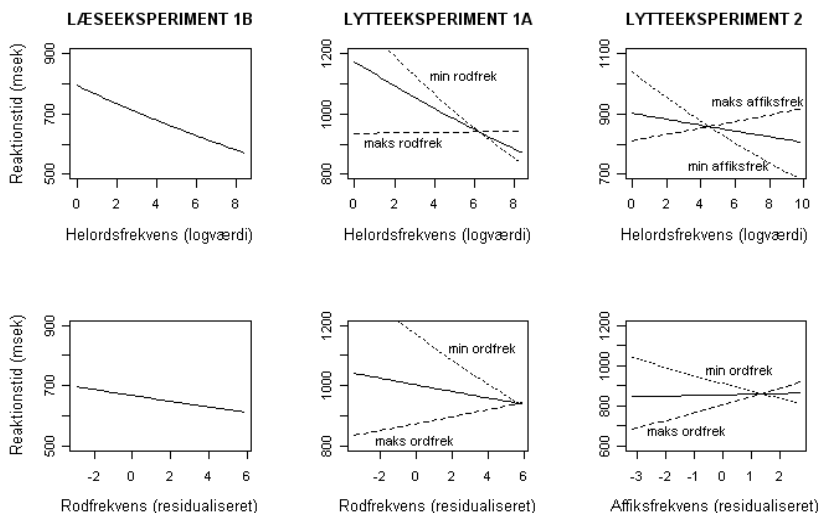 LÆSEEKSPERIMENT 1B
LYTTEEKSPERIMENT 1A
LYTTEEKSPERIMENT 2
Reaktionstid (msek)
900
700
500
0 2 4 6 8
Helordsfrekvens (logværdi)
1200
1000
800
min rodfrek
maks rodfrek
0 2 4 6 8
Helordsfrekvens (logværdi)
1100
900
700
maks affiksfrek
min affiksfrek
0 2 4 6 8 10
Helordsfrekvens (logværdi)
Reaktionstid (msek)
900
700
500
-2 0 2 4 6
Rodfrekvens (residualiseret)
1200
1000
800
min ordfrek
maks ordfrek
-2 0 2 4 6
Rodfrekvens (residualiseret)
1200
1000
800
600
min ordfrek
maks ordfrek
-3 -2 -1 0 1 2
Affiksfrekvens (residualiseret)